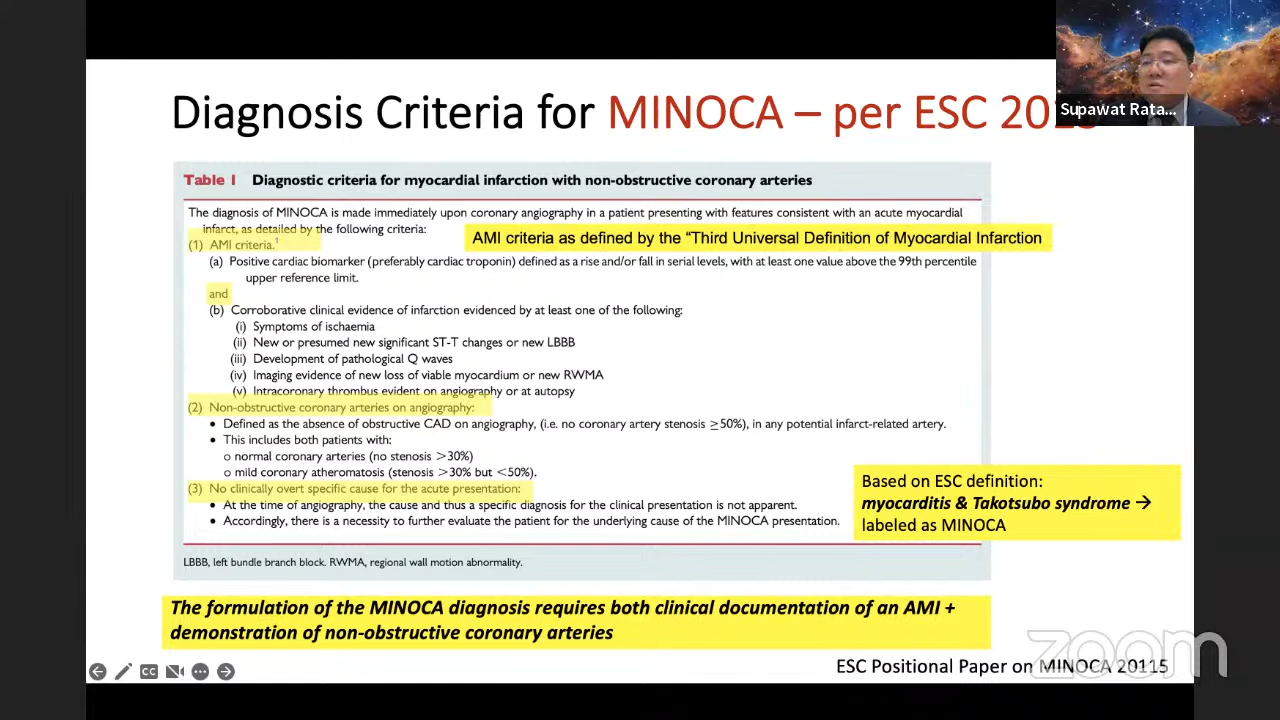 Diagnosis Criteria for MINOCA – per ESC 2015
Supawat Rata...
Table 1 Diagnostic criteria for myocardial infarction with non-obstructive coronary arteries
The diagnosis of MINOCA is made immediately upon coronary angiography in a patient presenting with features consistent with an acute myocardial
infarct, as detailed by the following criteria:
(1) AMI criteria.¹
AMI criteria as defined by the “Third Universal Definition of Myocardial Infarction
(a) Positive cardiac biomarker (preferably cardiac troponin) defined as a rise and/or fall in serial levels, with at least one value above the 99th percentile
upper reference limit.
and
(b) Corroborative clinical evidence of infarction evidenced by at least one of the following:
(i) Symptoms of ischaemia
(ii) New or presumed new significant ST-T changes or new LBBB
(iii) Development of pathological Q waves
(iv) Imaging evidence of new loss of viable myocardium or new RWMA
(v) Intracoronary thrombus evident on angiography or at autopsy
(2) Non-obstructive coronary arteries on angiography:
• Defined as the absence of obstructive CAD on angiography, (i.e. no coronary artery stenosis ≥50%), in any potential infarct-related artery.
• This includes both patients with:
o normal coronary arteries (no stenosis >30%)
o mild coronary atheromatosis (stenosis >30% but <50%).
(3) No clinically overt specific cause for the acute presentation:
• At the time of angiography, the cause and thus a specific diagnosis for the clinical presentation is not apparent.
• Accordingly, there is a necessity to further evaluate the patient for the underlying cause of the MINOCA presentation.
LBBB, left bundle branch block. RWMA, regional wall motion abnormality.
Based on ESC definition:
myocarditis & Takotsubo syndrome →
labeled as MINOCA
The formulation of the MINOCA diagnosis requires both clinical documentation of an AMI +
demonstration of non-obstructive coronary arteries
zoom
CC
ESC Positional Paper on MINOCA 20115